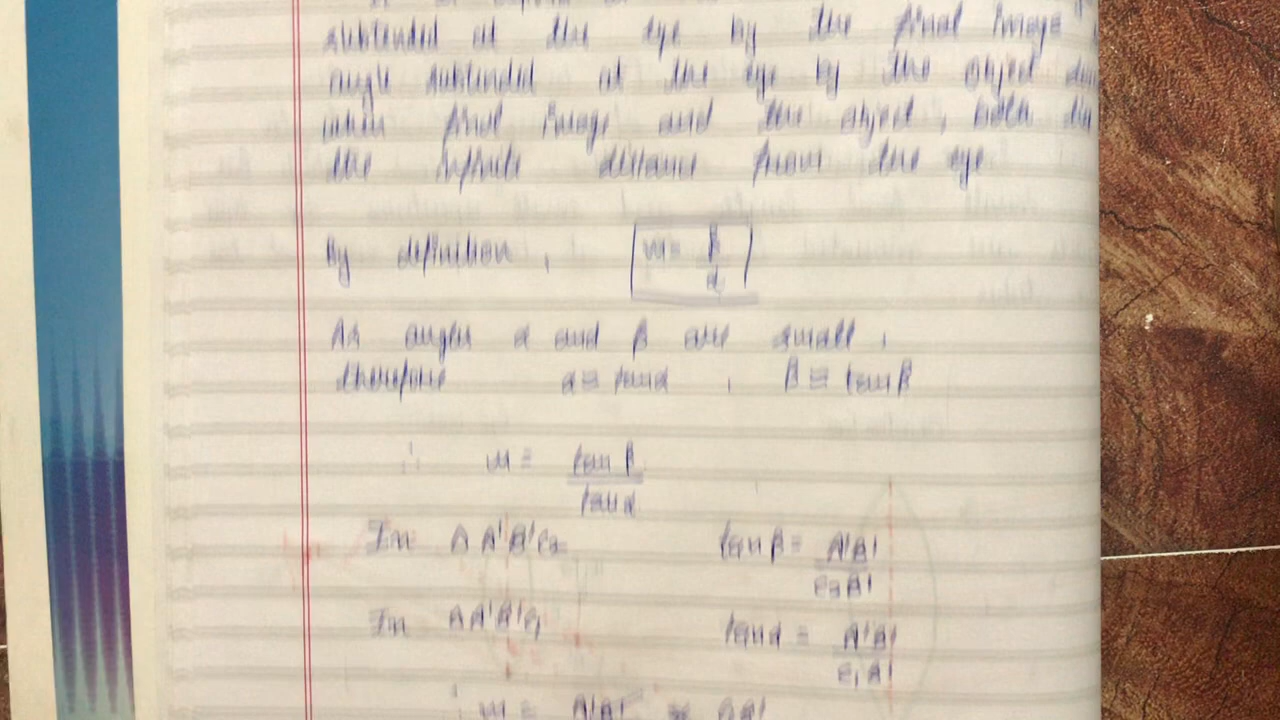 subtended at the eye by the final image
angle subtended at the eye by the object
when final image and the object, both
the infinite distance from the eye
By definition, m = β/α
As angles α and β are small,
therefore α ≅ tanα , β ≅ tanβ
∴ m = tanβ/tanα
In Δ A'B'C2 tanβ = A'B'/C2B'
In Δ A'B'C1 tanα = A'B'/C1A'